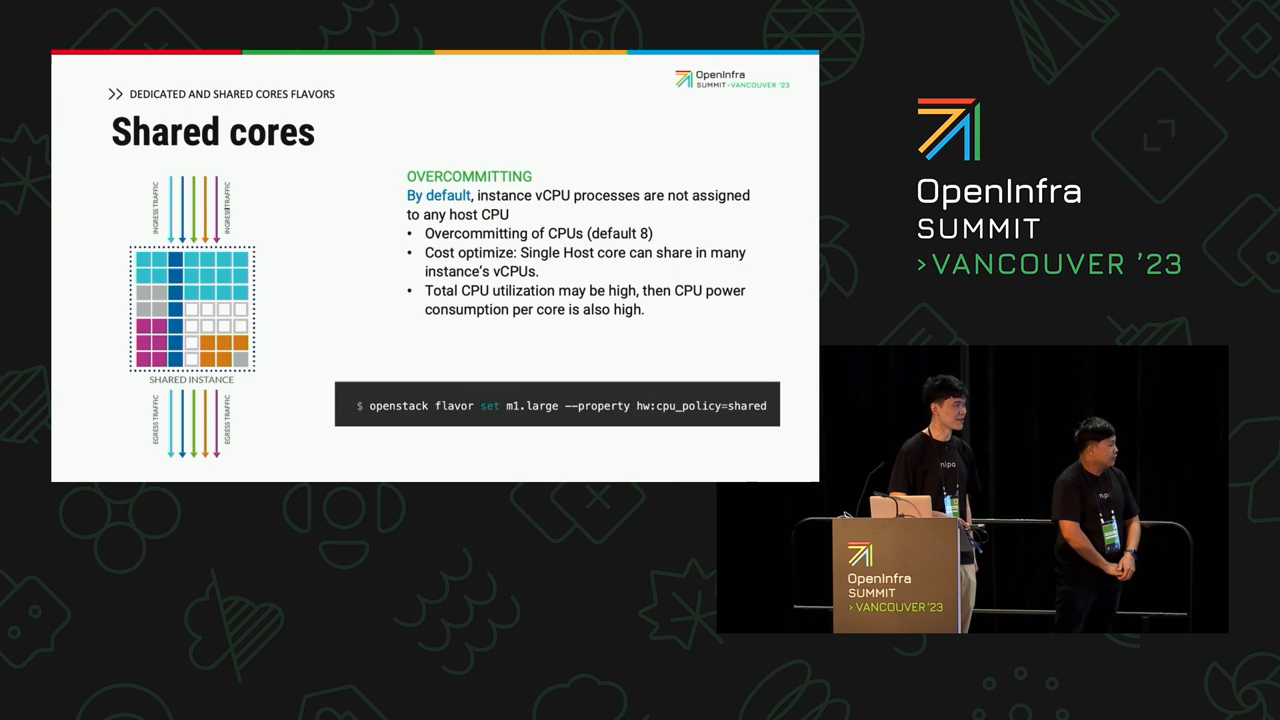 OpenInfra
SUMMIT >VANCOUVER '23
DEDICATED AND SHARED CORES FLAVORS
Shared cores
INGRESS TRAFFIC
INGRESS TRAFFIC
SHARED INSTANCE
EGRESS TRAFFIC
EGRESS TRAFFIC
OVERCOMMITTING
By default, instance vCPU processes are not assigned
to any host CPU
• Overcommitting of CPUs (default 8)
• Cost optimize: Single Host core can share in many
instance's vCPUs.
• Total CPU utilization may be high, then CPU power
consumption per core is also high.
$ openstack flavor set m1.large --property hw:cpu_policy=shared
OpenInfra
SUMMIT
>VANCOUVER '23
nipa
OpenInfra
SUMMIT
>VANCOUVER '23